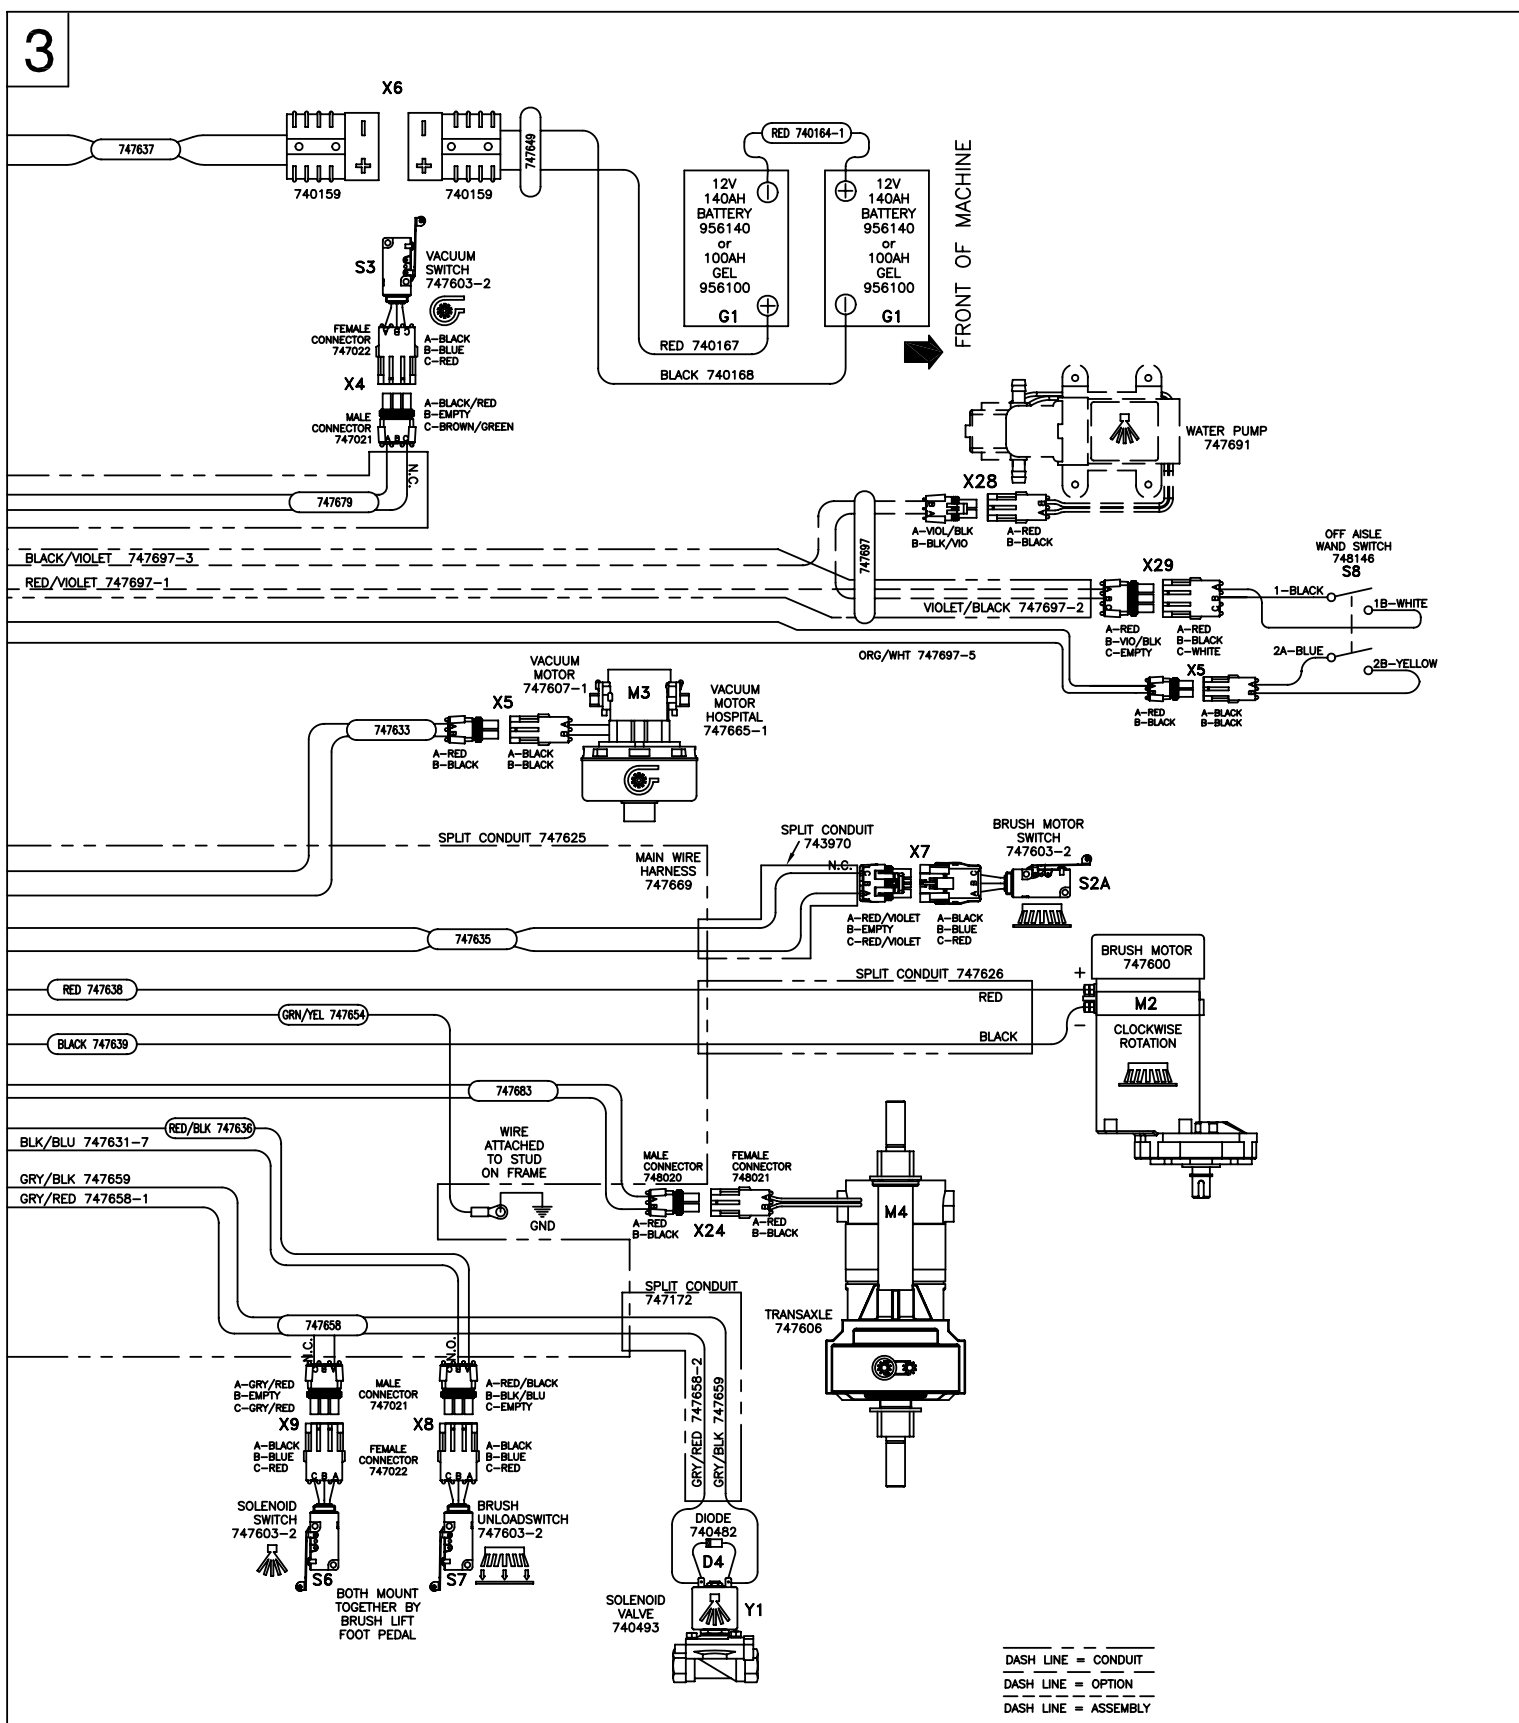 3
X6
747637
740159
740159
747649
RED 740164-1
12V
140AH
BATTERY
956140
or
100AH
GEL
956100
G1
12V
140AH
BATTERY
956140
or
100AH
GEL
956100
G1
FRONT OF MACHINE
RED 740167
BLACK 740168
S3
VACUUM
SWITCH
747603-2
FEMALE
CONNECTOR
747022
A B C
A-BLACK
B-BLUE
C-RED
X4
A-BLACK/RED
B-EMPTY
C-BROWN/GREEN
MALE
CONNECTOR
747021
A B C
N.C.
747679
WATER PUMP
747691
X28
A-VIOL/BLK
B-BLK/VIO
A-RED
B-BLACK
BLACK/VIOLET 747697-3
RED/VIOLET 747697-1
747697
VIOLET/BLACK 747697-2
X29
A-RED
B-VIO/BLK
C-EMPTY
A-RED
B-BLACK
C-WHITE
OFF AISLE
WAND SWITCH
748146
S8
1-BLACK
1B-WHITE
2A-BLUE
2B-YELLOW
ORG/WHT 747697-5
X5
A-RED
B-BLACK
A-BLACK
B-BLACK
VACUUM
MOTOR
747607-1
M3
VACUUM
MOTOR
HOSPITAL
747665-1
747633
X5
A-RED
B-BLACK
A-BLACK
B-BLACK
SPLIT CONDUIT 747625
MAIN WIRE
HARNESS
747669
SPLIT CONDUIT
743970
N.C.
X7
BRUSH MOTOR
SWITCH
747603-2
S2A
A-RED/VIOLET
B-EMPTY
C-RED/VIOLET
A-BLACK
B-BLUE
C-RED
747635
SPLIT CONDUIT 747626
RED 747638
RED
GRN/YEL 747654
BLACK 747639
BLACK
BRUSH MOTOR
747600
+
M2
-
CLOCKWISE
ROTATION
747683
RED/BLK 747636
BLK/BLU 747631-7
GRY/BLK 747659
GRY/RED 747658-1
WIRE
ATTACHED
TO STUD
ON FRAME
GND
MALE
CONNECTOR
748020
FEMALE
CONNECTOR
748021
A-RED
B-BLACK
X24
A-RED
B-BLACK
M4
TRANSAXLE
747606
SPLIT CONDUIT
747172
747658
N.C.
N.O.
A-GRY/RED
B-EMPTY
C-GRY/RED
MALE
CONNECTOR
747021
A-RED/BLACK
B-BLK/BLU
C-EMPTY
X9
X8
A-BLACK
B-BLUE
C-RED
FEMALE
CONNECTOR
747022
A-BLACK
B-BLUE
C-RED
C B A
C B A
SOLENOID
SWITCH
747603-2
S6
BRUSH
UNLOADSWITCH
747603-2
S7
BOTH MOUNT
TOGETHER BY
BRUSH LIFT
FOOT PEDAL
GRY/RED 747658-2
GRY/BLK 747659
DIODE
740482
D4
SOLENOID
VALVE
740493
Y1
DASH LINE = CONDUIT
DASH LINE = OPTION
DASH LINE = ASSEMBLY